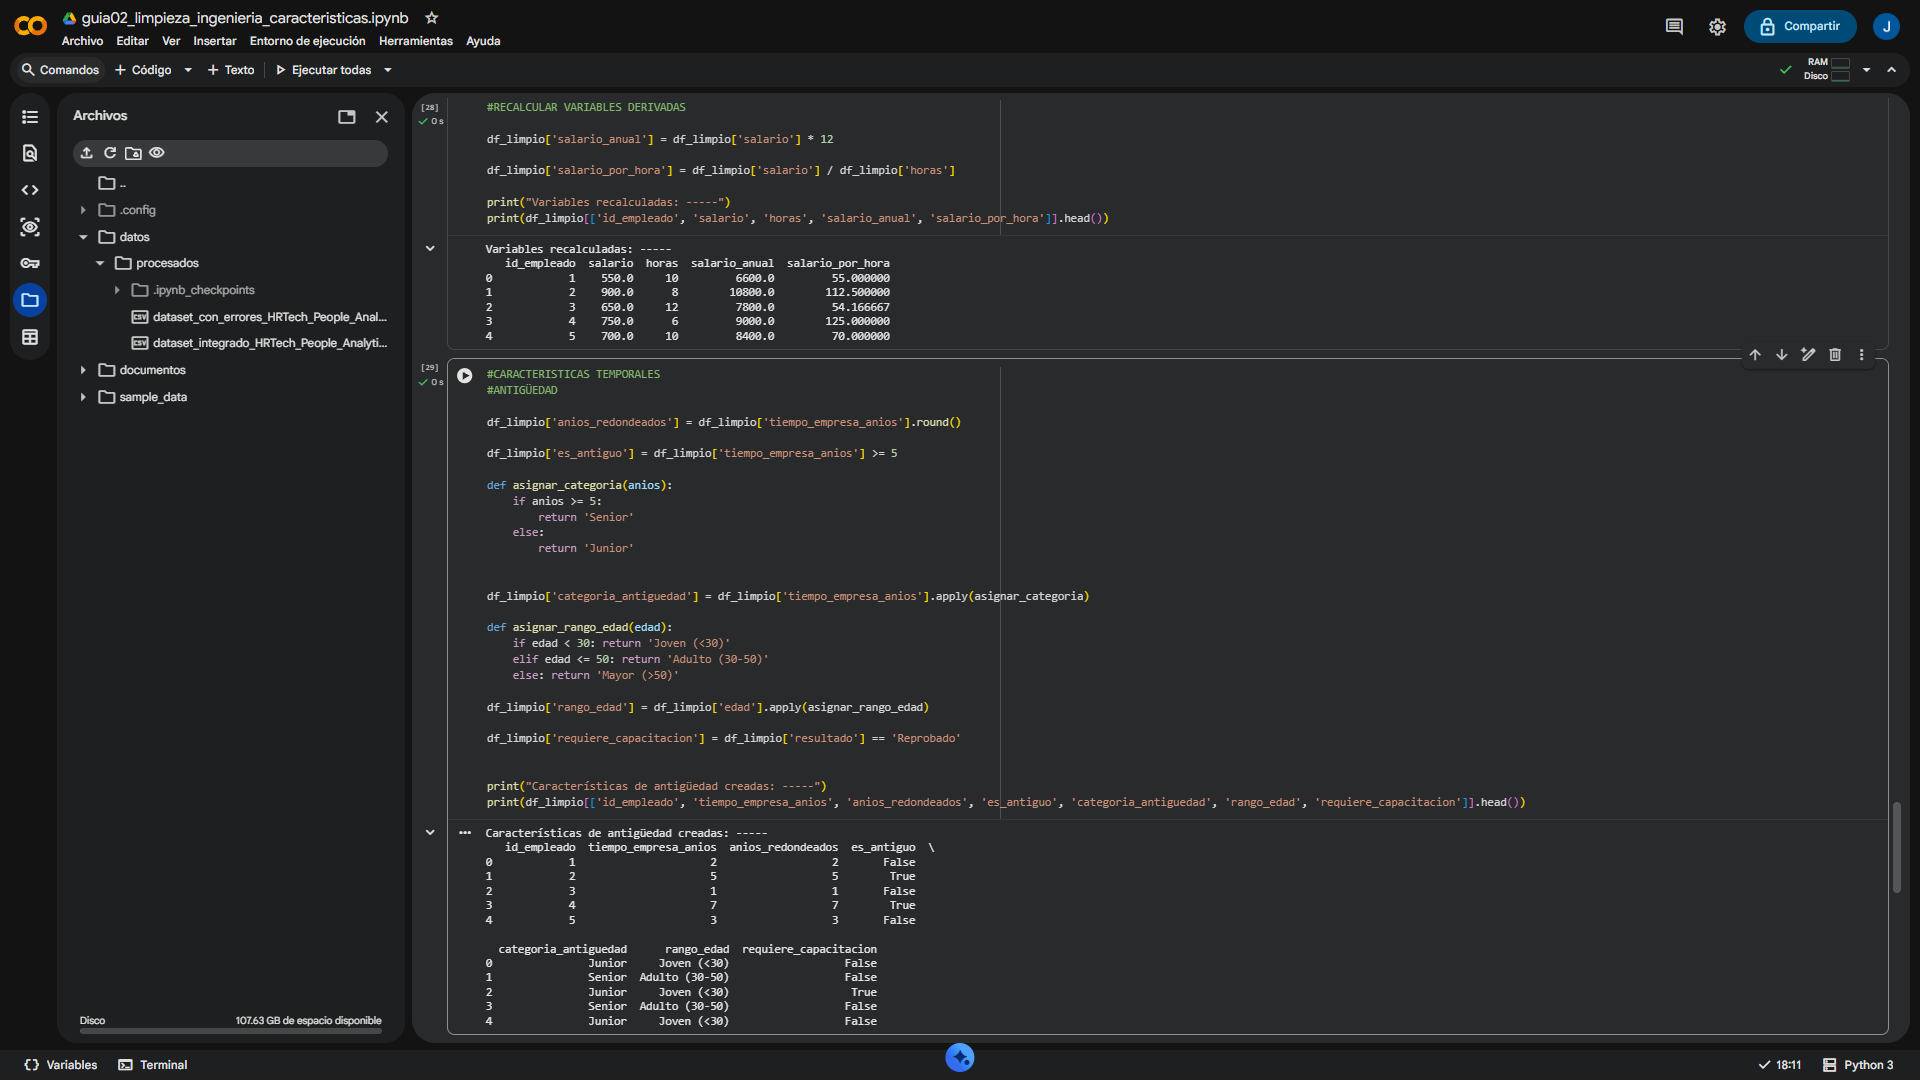 guia02_limpieza_ingenieria_caracteristicas.ipynb
Archivo Editar Ver Insertar Entorno de ejecución Herramientas Ayuda
Compartir
J
Comandos + Código + Texto Ejecutar todas
RAM
Disco
Archivos
..
.config
datos
procesados
.ipynb_checkpoints
dataset_con_errores_HRTech_People_Anal...
dataset_integrado_HRTech_People_Analyti...
documentos
sample_data
Disco 107.63 GB de espacio disponible
[28]
0 s
#RECALCULAR VARIABLES DERIVADAS
df_limpio['salario_anual'] = df_limpio['salario'] * 12
df_limpio['salario_por_hora'] = df_limpio['salario'] / df_limpio['horas']
print("Variables recalculadas: -----")
print(df_limpio[['id_empleado', 'salario', 'horas', 'salario_anual', 'salario_por_hora']].head())
Variables recalculadas: -----
id_empleado salario horas salario_anual salario_por_hora
0 1 550.0 10 6600.0 55.000000
1 2 900.0 8 10800.0 112.500000
2 3 650.0 12 7800.0 54.166667
3 4 750.0 6 9000.0 125.000000
4 5 700.0 10 8400.0 70.000000
[29]
0 s
#CARACTERISTICAS TEMPORALES
#ANTIGÜEDAD
df_limpio['anios_redondeados'] = df_limpio['tiempo_empresa_anios'].round()
df_limpio['es_antiguo'] = df_limpio['tiempo_empresa_anios'] >= 5
def asignar_categoria(anios):
if anios >= 5:
return 'Senior'
else:
return 'Junior'
df_limpio['categoria_antiguedad'] = df_limpio['tiempo_empresa_anios'].apply(asignar_categoria)
def asignar_rango_edad(edad):
if edad < 30: return 'Joven (<30)'
elif edad <= 50: return 'Adulto (30-50)'
else: return 'Mayor (>50)'
df_limpio['rango_edad'] = df_limpio['edad'].apply(asignar_rango_edad)
df_limpio['requiere_capacitacion'] = df_limpio['resultado'] == 'Reprobado'
print("Características de antigüedad creadas: -----")
print(df_limpio[['id_empleado', 'tiempo_empresa_anios', 'anios_redondeados', 'es_antiguo', 'categoria_antiguedad', 'rango_edad', 'requiere_capacitacion']].head())
Características de antigüedad creadas: -----
id_empleado tiempo_empresa_anios anios_redondeados es_antiguo \
0 1 2 2 False
1 2 5 5 True
2 3 1 1 False
3 4 7 7 True
4 5 3 3 False
categoria_antiguedad rango_edad requiere_capacitacion
0 Junior Joven (<30) False
1 Senior Adulto (30-50) False
2 Junior Joven (<30) True
3 Senior Adulto (30-50) False
4 Junior Joven (<30) False
Variables Terminal
18:11 Python 3